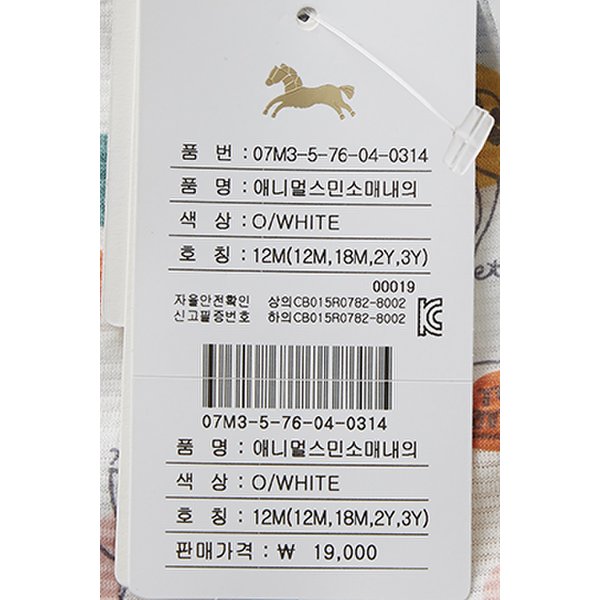 품 번 : 07M3-5-76-04-0314
품 명 : 애니멀스민소매내의
색 상 : O/WHITE
호 칭 : 12M(12M,18M,2Y,3Y)
00019
자율안전확인 상의CB015R0782-8002
신고필증번호 하의CB015R0782-8002
07M3-5-76-04-0314
품 명 : 애니멀스민소매내의
색 상 : O/WHITE
호 칭 : 12M(12M,18M,2Y,3Y)
판매가격 : ₩ 19,000